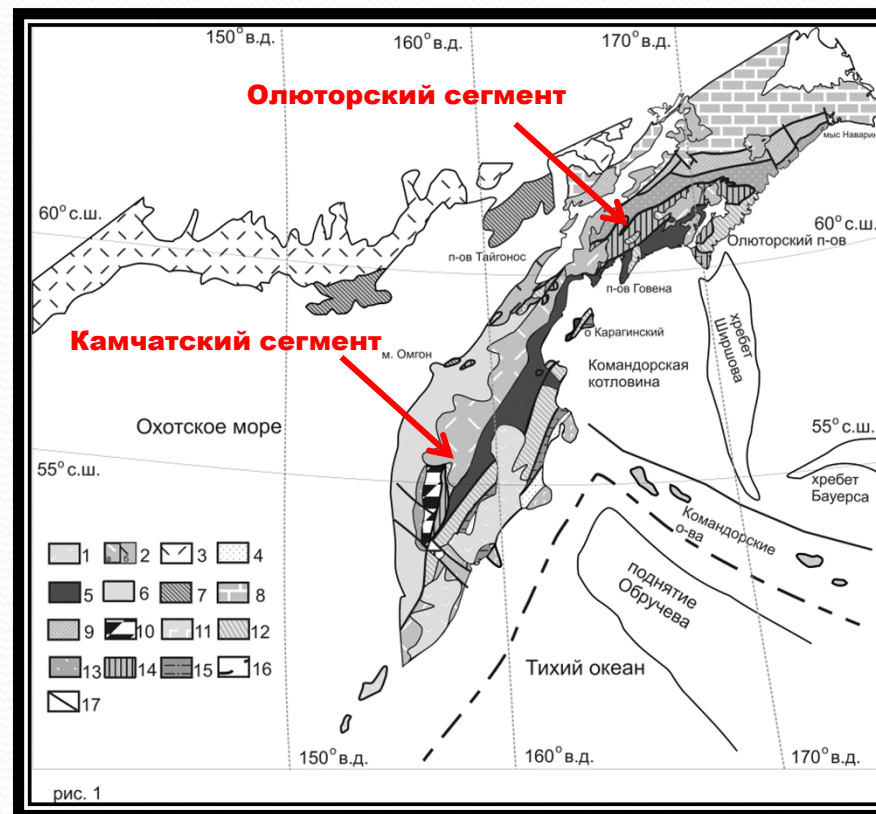 150° в.д.
160° в.д.
170° в.д.
Олюторский сегмент
мыс Наварин
60° с.ш.
60° с.ш.
п-ов Тайгонос
Олюторский п-ов
п-ов Говена
хребет
Ширшова
о Карагинский
Камчатский сегмент
м. Омгон
Командорская
котловина
Охотское море
55° с.ш.
55° с.ш.
хребет
Бауерса
Командорские
о-ва
поднятие
Обручева
1 2 3 4
5 6 7 8
9 10 11 12
13 14 15 16
17
Тихий океан
150° в.д.
160° в.д.
170° в.д.
рис. 1